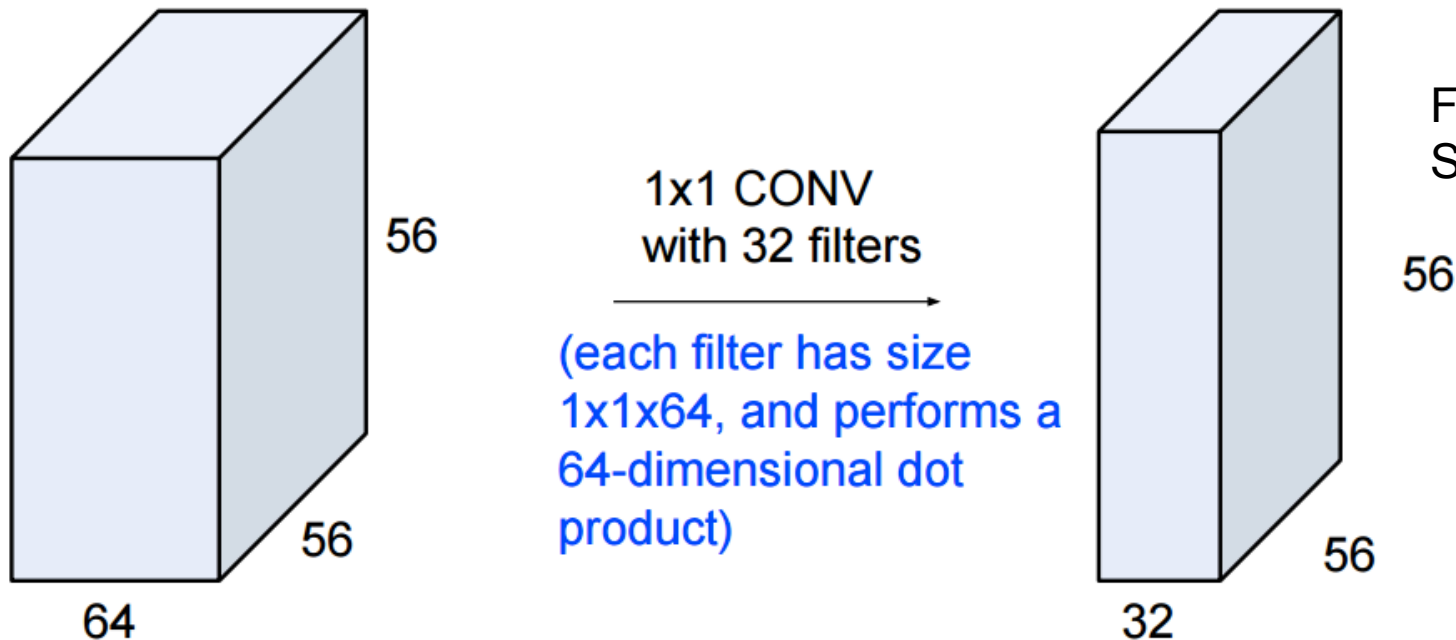 56
56
64
1x1 CONV
with 32 filters
(each filter has size
1x1x64, and performs a
64-dimensional dot
product)
F
S
56
56
32